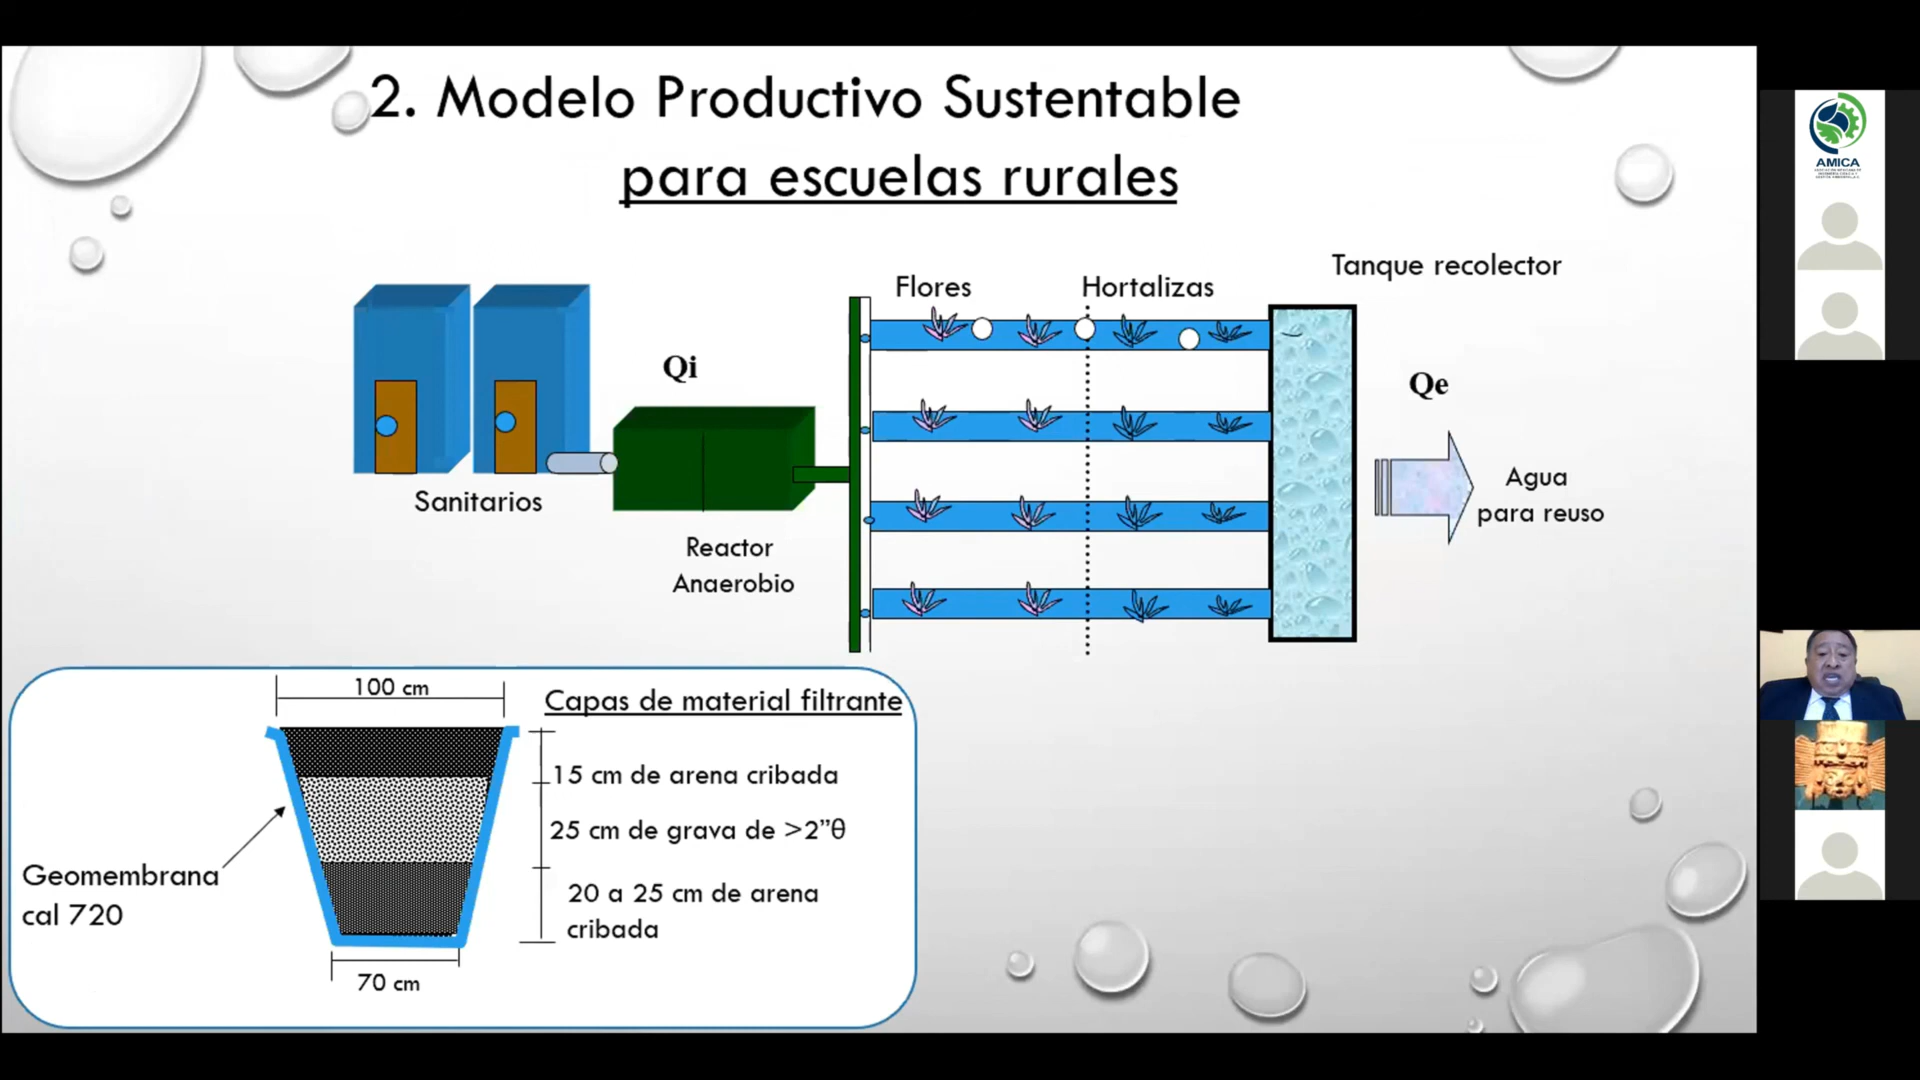 2. Modelo Productivo Sustentable
para escuelas rurales
Tanque recolector
Flores
Hortalizas
Qi
Qe
Sanitarios
Agua
para reuso
Reactor
Anaerobio
100 cm
Capas de material filtrante
15 cm de arena cribada
25 cm de grava de >2”θ
Geomembrana
cal 720
20 a 25 cm de arena
cribada
70 cm
AMICA